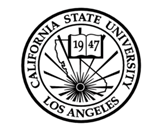 CALIFORNIA STATE UNIVERSITY
1947
LOS ANGELES